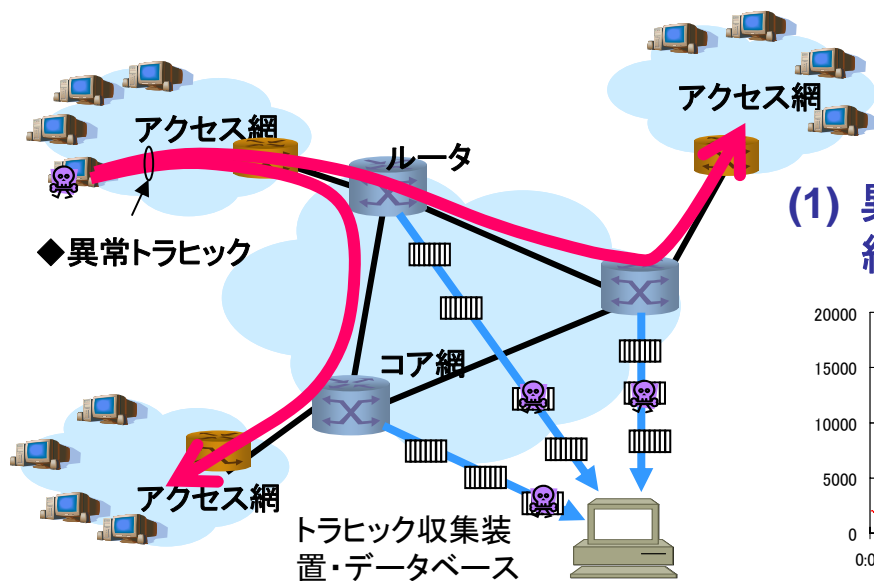 アクセス網
アクセス網
ルータ
◆異常トラヒック
(1)
コア網
アクセス網
トラヒック収集装
置・データベース
20000
15000
10000
5000
0